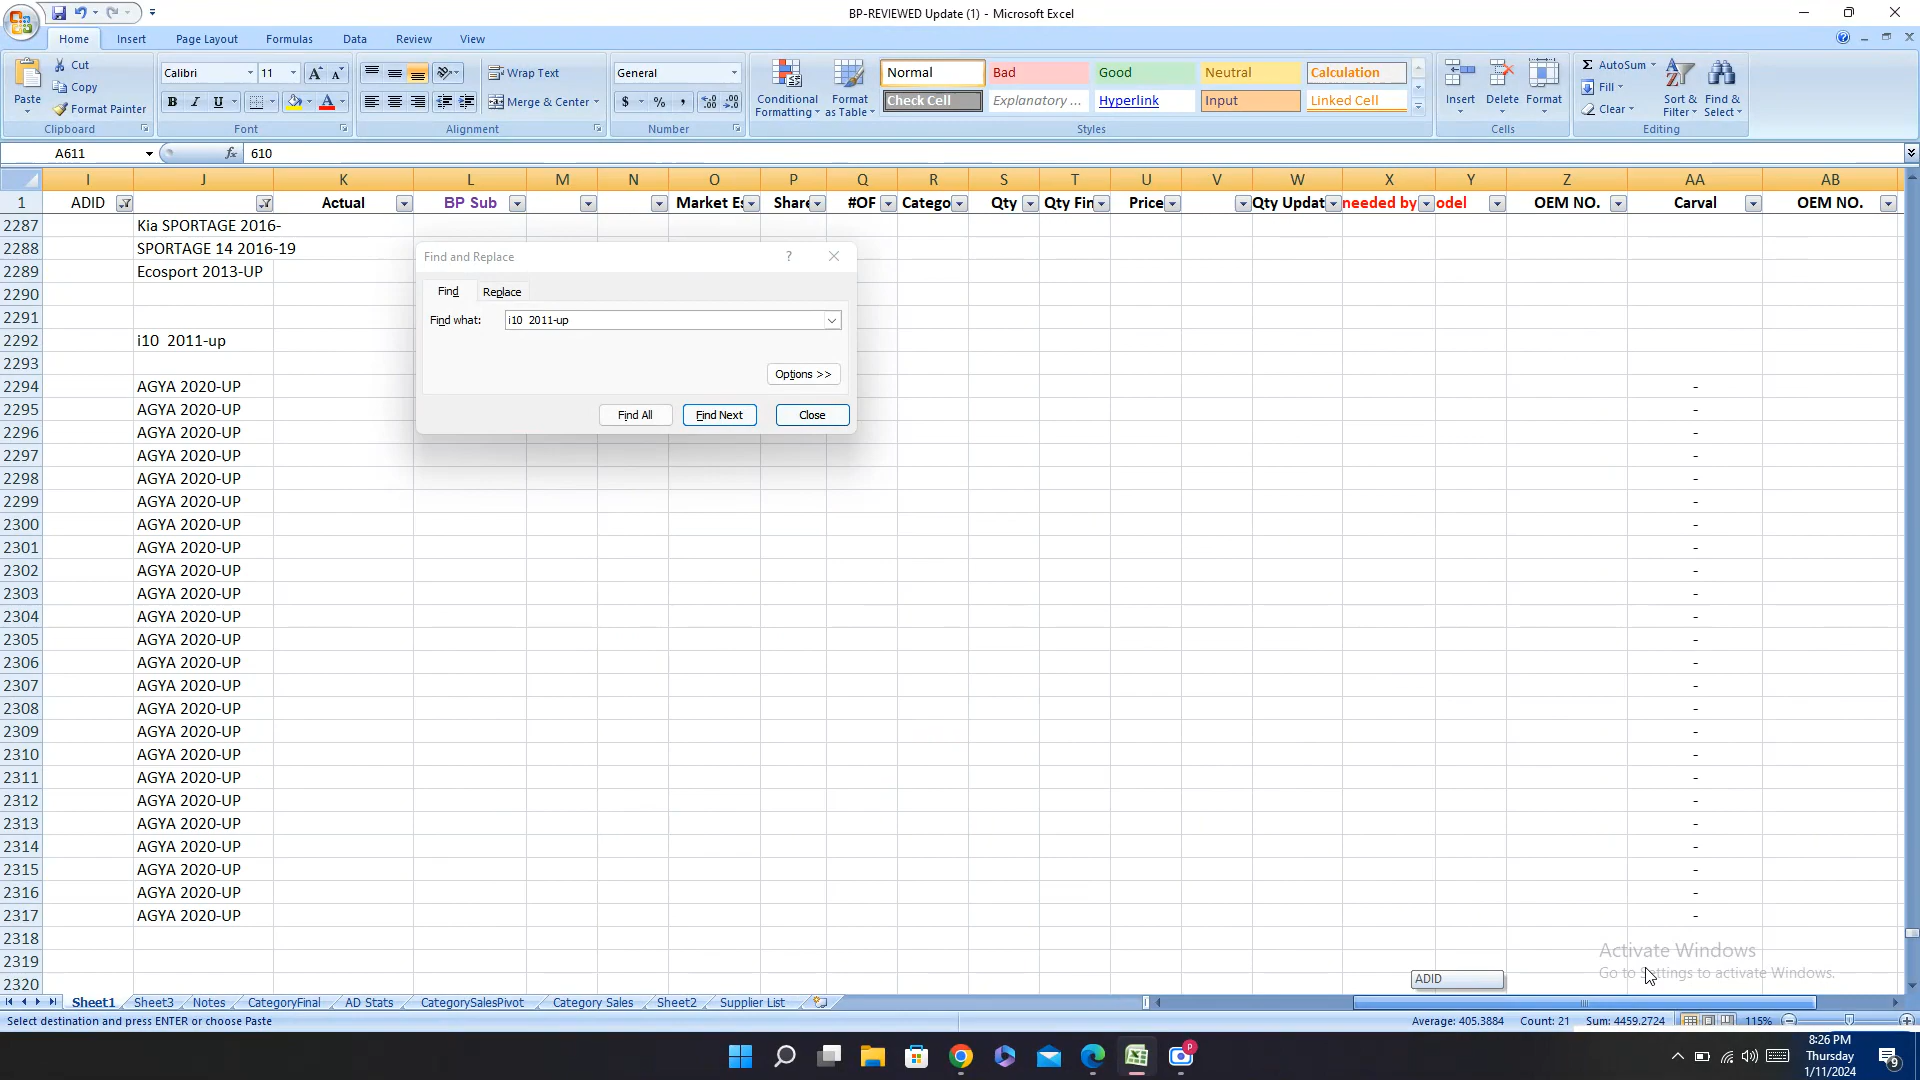 BP-REVIEWED Update (1) - Microsoft Excel
Home Insert Page Layout Formulas Data Review View
Paste Cut Copy Format Painter Clipboard
Calibri 11 A A B I U A Font
Wrap Text Merge & Center Alignment
General $ % , Number
Conditional Formatting Format as Table
Normal Bad Good Neutral Calculation
Check Cell Explanatory ... Hyperlink Input Linked Cell
Styles
Insert Delete Format Cells
Σ AutoSum Fill Clear Sort & Filter Find & Select Editing
A611 fx 610
I J K L M N O P Q R S T U V W X Y Z AA AB
1 ADID Actual BP Sub Market Es Share #OF Catego Qty Qty Fin Price Qty Updat needed by odel OEM NO. Carval OEM NO.
2287 Kia SPORTAGE 2016-
2288 SPORTAGE 14 2016-19
2289 Ecosport 2013-UP
2290
2291
2292 i10  2011-up
2293
2294 AGYA 2020-UP -
2295 AGYA 2020-UP -
2296 AGYA 2020-UP -
2297 AGYA 2020-UP -
2298 AGYA 2020-UP -
2299 AGYA 2020-UP -
2300 AGYA 2020-UP -
2301 AGYA 2020-UP -
2302 AGYA 2020-UP -
2303 AGYA 2020-UP -
2304 AGYA 2020-UP -
2305 AGYA 2020-UP -
2306 AGYA 2020-UP -
2307 AGYA 2020-UP -
2308 AGYA 2020-UP -
2309 AGYA 2020-UP -
2310 AGYA 2020-UP -
2311 AGYA 2020-UP -
2312 AGYA 2020-UP -
2313 AGYA 2020-UP -
2314 AGYA 2020-UP -
2315 AGYA 2020-UP -
2316 AGYA 2020-UP -
2317 AGYA 2020-UP -
2318
2319
2320
Find and Replace ?
Find Replace
Find what: i10  2011-up
Options >>
Find All Find Next Close
Activate Windows
Go to Settings to activate Windows.
ADID
Sheet1 Sheet3 Notes CategoryFinal AD Stats CategorySalesPivot Category Sales Sheet2 Supplier List
Select destination and press ENTER or choose Paste Average: 405.3884 Count: 21 Sum: 4459.2724 115%
8:26 PM
Thursday
1/11/2024
P
9